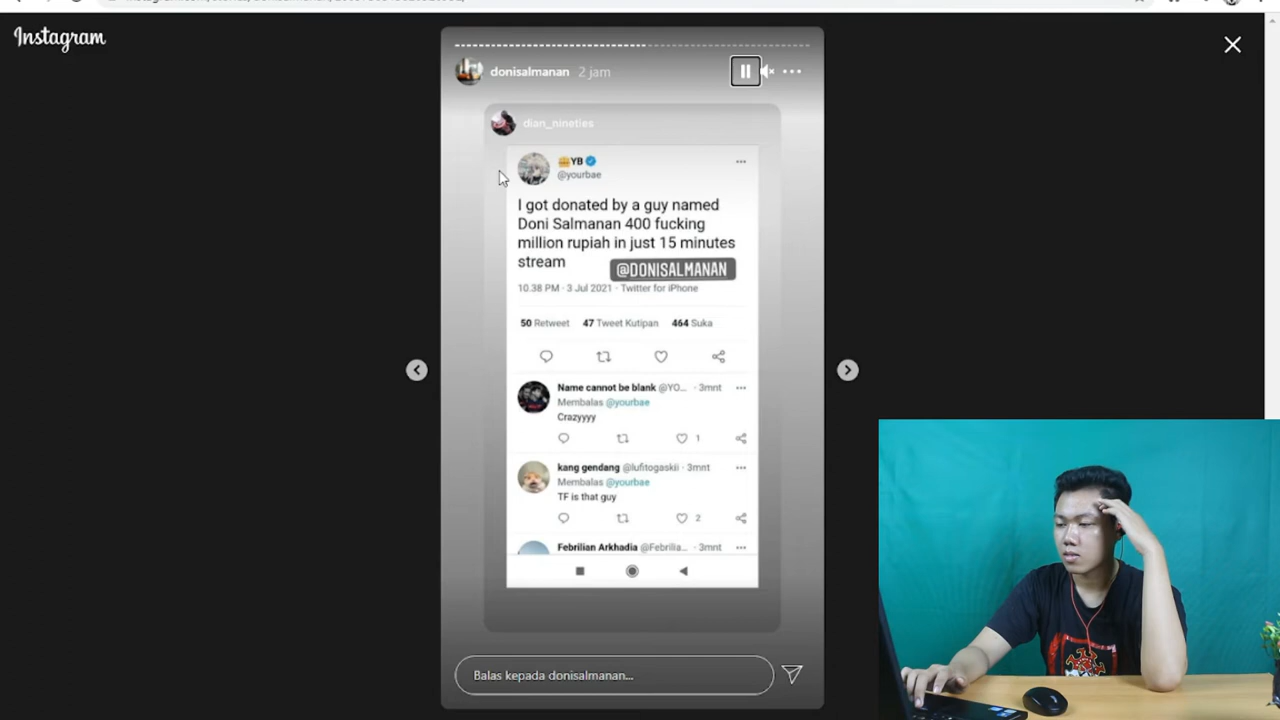 Instagram
donisalmanan 2 jam
dian_nineties
YB
@yourbae
I got donated by a guy named
Doni Salmanan 400 fucking
million rupiah in just 15 minutes
stream
@DONISALMANAN
10.38 PM · 3 Jul 2021 · Twitter for iPhone
50 Retweet 47 Tweet Kutipan 464 Suka
Name cannot be blank @YO... · 3mnt
Membalas @yourbae
Crazyyyy
1
kang gendang @lufitogaskii · 3mnt
Membalas @yourbae
TF is that guy
2
Febrilian Arkhadia @Febrilia... · 3mnt
Balas kepada donisalmanan...